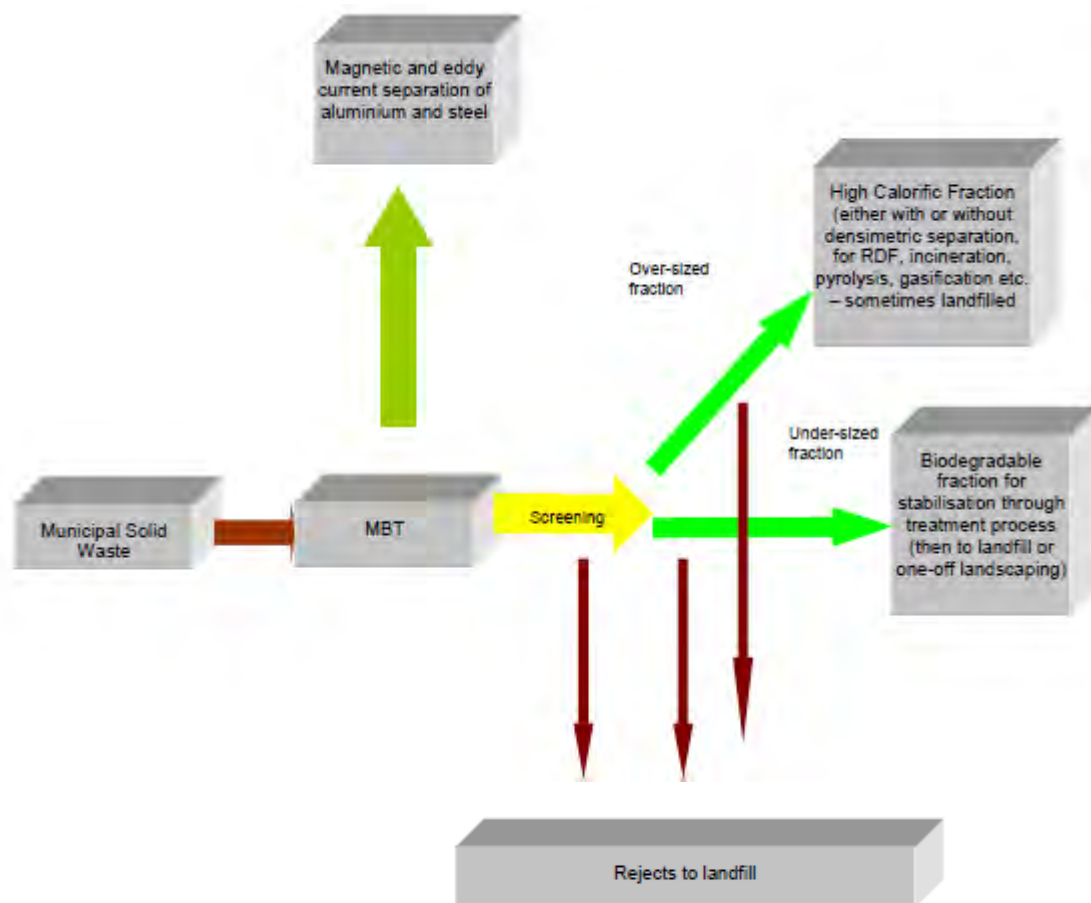 Magnetic and eddy
current separation of
aluminium and steel
High Calorific Fraction
(either with or without
densimetric separation,
for RDF, incineration,
pyrolysis, gasification etc.
– sometimes landfilled
Over-sized
fraction
Under-sized
fraction
Biodegradable
fraction for
stabilisation through
treatment process
(then to landfill or
one-off landscaping)
Municipal Solid
Waste
MBT
Screening
Rejects to landfill